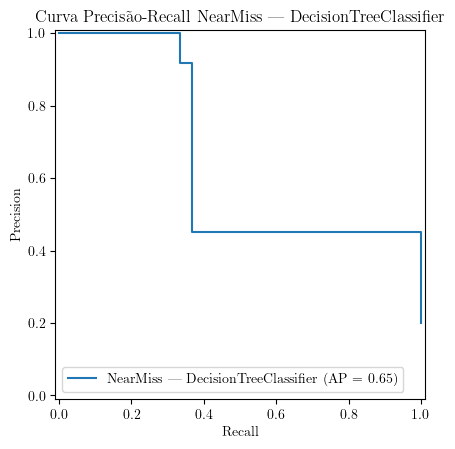 Curva Precisão-Recall NearMiss — DecisionTreeClassifier
1.0
0.8
0.6
0.4
0.2
0.0
Precision
NearMiss — DecisionTreeClassifier (AP = 0.65)
0.0 0.2 0.4 0.6 0.8 1.0
Recall